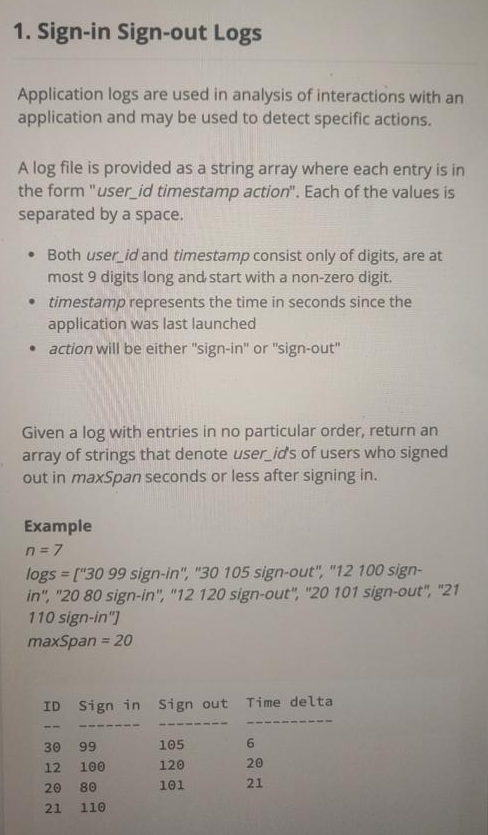 1. Sign-in Sign-out Logs
Application logs are used in analysis of interactions with an
application and may be used to detect specific actions.
A log file is provided as a string array where each entry is in
the form "user_id timestamp action". Each of the values is
separated by a space.
• Both user_id and timestamp consist only of digits, are at
most 9 digits long and start with a non-zero digit.
• timestamp represents the time in seconds since the
application was last launched
• action will be either "sign-in" or "sign-out"
Given a log with entries in no particular order, return an
array of strings that denote user_id's of users who signed
out in maxSpan seconds or less after signing in.
Example
n = 7
logs = ["30 99 sign-in", "30 105 sign-out", "12 100 sign-
in", "20 80 sign-in", "12 120 sign-out", "20 101 sign-out", "21
110 sign-in"]
maxSpan = 20
ID Sign in Sign out Time delta
-- ------- -------- ----------
30 99 105 6
12 100 120 20
20 80 101 21
21 110